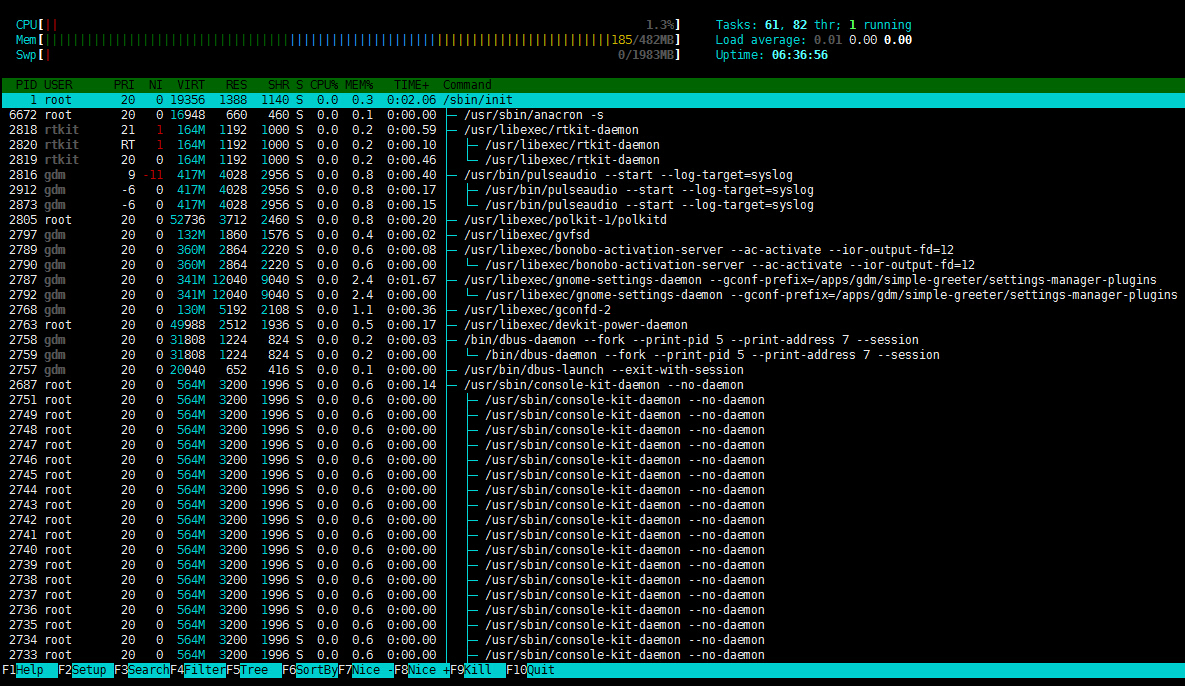 CPU[|| 1.3%] Tasks: 61, 82 thr; 1 running
Mem[||||||||||||||||||||||||||||||||||||||||||||||||||||||||||||||||||||||||||||||||185/482MB] Load average: 0.01 0.00 0.00
Swp[| 0/1983MB] Uptime: 06:36:56
PID USER PRI NI VIRT RES SHR S CPU% MEM% TIME+ Command
1 root 20 0 19356 1388 1140 S 0.0 0.3 0:02.06 /sbin/init
6672 root 20 0 16948 660 460 S 0.0 0.1 0:00.00 ├─ /usr/sbin/anacron -s
2818 rtkit 21 1 164M 1192 1000 S 0.0 0.2 0:00.59 ├─ /usr/libexec/rtkit-daemon
2820 rtkit RT 1 164M 1192 1000 S 0.0 0.2 0:00.10 │ ├─ /usr/libexec/rtkit-daemon
2819 rtkit 20 0 164M 1192 1000 S 0.0 0.2 0:00.46 │ └─ /usr/libexec/rtkit-daemon
2816 gdm 9 -11 417M 4028 2956 S 0.0 0.8 0:00.40 ├─ /usr/bin/pulseaudio --start --log-target=syslog
2912 gdm -6 0 417M 4028 2956 S 0.0 0.8 0:00.17 │ ├─ /usr/bin/pulseaudio --start --log-target=syslog
2873 gdm -6 0 417M 4028 2956 S 0.0 0.8 0:00.15 │ └─ /usr/bin/pulseaudio --start --log-target=syslog
2805 root 20 0 52736 3712 2460 S 0.0 0.8 0:00.20 ├─ /usr/libexec/polkit-1/polkitd
2797 gdm 20 0 132M 1860 1576 S 0.0 0.4 0:00.02 ├─ /usr/libexec/gvfsd
2789 gdm 20 0 360M 2864 2220 S 0.0 0.6 0:00.08 ├─ /usr/libexec/bonobo-activation-server --ac-activate --ior-output-fd=12
2790 gdm 20 0 360M 2864 2220 S 0.0 0.6 0:00.00 │ └─ /usr/libexec/bonobo-activation-server --ac-activate --ior-output-fd=12
2787 gdm 20 0 341M 12040 9040 S 0.0 2.4 0:01.67 ├─ /usr/libexec/gnome-settings-daemon --gconf-prefix=/apps/gdm/simple-greeter/settings-manager-plugins
2792 gdm 20 0 341M 12040 9040 S 0.0 2.4 0:00.00 │ └─ /usr/libexec/gnome-settings-daemon --gconf-prefix=/apps/gdm/simple-greeter/settings-manager-plugins
2768 gdm 20 0 130M 5192 2108 S 0.0 1.1 0:00.36 ├─ /usr/libexec/gconfd-2
2763 root 20 0 49988 2512 1936 S 0.0 0.5 0:00.17 ├─ /usr/libexec/devkit-power-daemon
2758 gdm 20 0 31808 1224 824 S 0.0 0.2 0:00.03 ├─ /bin/dbus-daemon --fork --print-pid 5 --print-address 7 --session
2759 gdm 20 0 31808 1224 824 S 0.0 0.2 0:00.00 │ └─ /bin/dbus-daemon --fork --print-pid 5 --print-address 7 --session
2757 gdm 20 0 20040 652 416 S 0.0 0.1 0:00.00 ├─ /usr/bin/dbus-launch --exit-with-session
2687 root 20 0 564M 3200 1996 S 0.0 0.6 0:00.14 ├─ /usr/sbin/console-kit-daemon --no-daemon
2751 root 20 0 564M 3200 1996 S 0.0 0.6 0:00.00 │ ├─ /usr/sbin/console-kit-daemon --no-daemon
2749 root 20 0 564M 3200 1996 S 0.0 0.6 0:00.00 │ ├─ /usr/sbin/console-kit-daemon --no-daemon
2748 root 20 0 564M 3200 1996 S 0.0 0.6 0:00.00 │ ├─ /usr/sbin/console-kit-daemon --no-daemon
2747 root 20 0 564M 3200 1996 S 0.0 0.6 0:00.00 │ ├─ /usr/sbin/console-kit-daemon --no-daemon
2746 root 20 0 564M 3200 1996 S 0.0 0.6 0:00.00 │ ├─ /usr/sbin/console-kit-daemon --no-daemon
2745 root 20 0 564M 3200 1996 S 0.0 0.6 0:00.00 │ ├─ /usr/sbin/console-kit-daemon --no-daemon
2744 root 20 0 564M 3200 1996 S 0.0 0.6 0:00.00 │ ├─ /usr/sbin/console-kit-daemon --no-daemon
2743 root 20 0 564M 3200 1996 S 0.0 0.6 0:00.00 │ ├─ /usr/sbin/console-kit-daemon --no-daemon
2742 root 20 0 564M 3200 1996 S 0.0 0.6 0:00.00 │ ├─ /usr/sbin/console-kit-daemon --no-daemon
2741 root 20 0 564M 3200 1996 S 0.0 0.6 0:00.00 │ ├─ /usr/sbin/console-kit-daemon --no-daemon
2740 root 20 0 564M 3200 1996 S 0.0 0.6 0:00.00 │ ├─ /usr/sbin/console-kit-daemon --no-daemon
2739 root 20 0 564M 3200 1996 S 0.0 0.6 0:00.00 │ ├─ /usr/sbin/console-kit-daemon --no-daemon
2738 root 20 0 564M 3200 1996 S 0.0 0.6 0:00.00 │ ├─ /usr/sbin/console-kit-daemon --no-daemon
2737 root 20 0 564M 3200 1996 S 0.0 0.6 0:00.00 │ ├─ /usr/sbin/console-kit-daemon --no-daemon
2736 root 20 0 564M 3200 1996 S 0.0 0.6 0:00.00 │ ├─ /usr/sbin/console-kit-daemon --no-daemon
2735 root 20 0 564M 3200 1996 S 0.0 0.6 0:00.00 │ ├─ /usr/sbin/console-kit-daemon --no-daemon
2734 root 20 0 564M 3200 1996 S 0.0 0.6 0:00.00 │ ├─ /usr/sbin/console-kit-daemon --no-daemon
2733 root 20 0 564M 3200 1996 S 0.0 0.6 0:00.00 │ ├─ /usr/sbin/console-kit-daemon --no-daemon
F1Help F2Setup F3SearchF4FilterF5Tree F6SortByF7Nice -F8Nice +F9Kill F10Quit